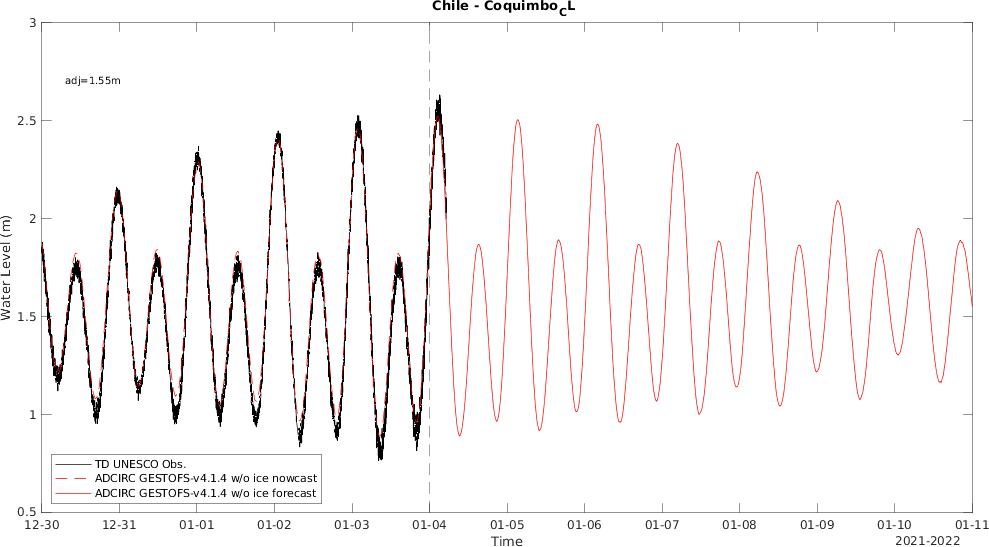 Chile - Coquimbo_CL
adj=1.55m
Water Level (m)
3
2.5
2
1.5
1
0.5
TD UNESCO Obs.
ADCIRC GESTOFS-v4.1.4 w/o ice nowcast
ADCIRC GESTOFS-v4.1.4 w/o ice forecast
12-30 12-31 01-01 01-02 01-03 01-04 01-05 01-06 01-07 01-08 01-09 01-10 01-11
Time
2021-2022